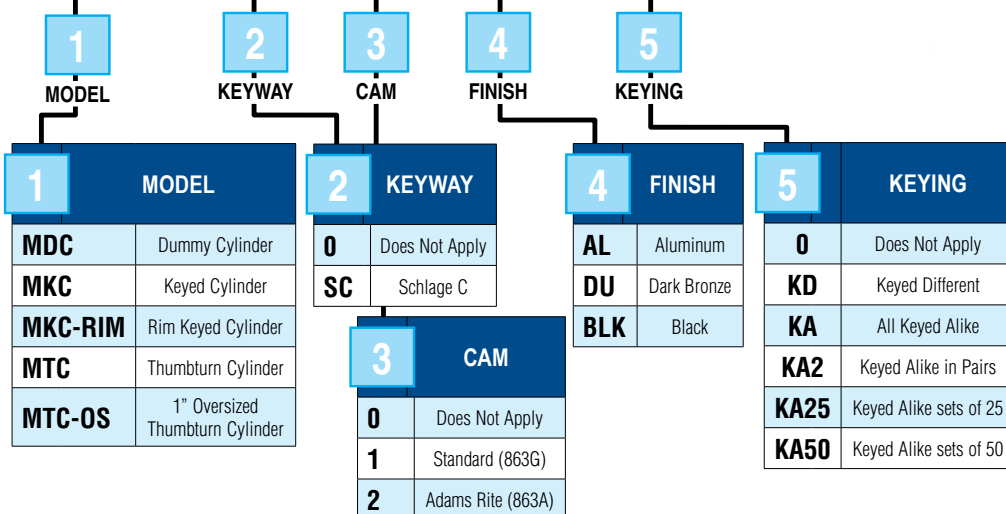 1 2 3 4 5
MODEL KEYWAY CAM FINISH KEYING
1 MODEL
MDC Dummy Cylinder
MKC Keyed Cylinder
MKC-RIM Rim Keyed Cylinder
MTC Thumbturn Cylinder
MTC-OS 1” Oversized
Thumbturn Cylinder
2 KEYWAY
0 Does Not Apply
SC Schlage C
3 CAM
0 Does Not Apply
1 Standard (863G)
2 Adams Rite (863A)
4 FINISH
AL Aluminum
DU Dark Bronze
BLK Black
5 KEYING
0 Does Not Apply
KD Keyed Different
KA All Keyed Alike
KA2 Keyed Alike in Pairs
KA25 Keyed Alike sets of 25
KA50 Keyed Alike sets of 50